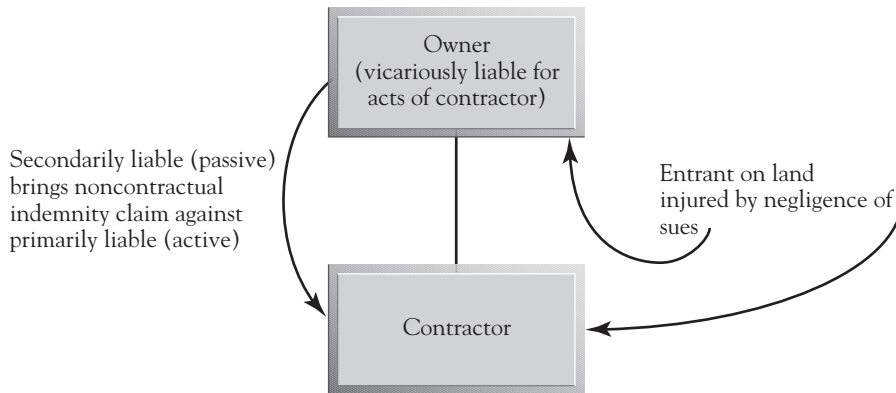 Owner
(vicariously liable for
acts of contractor)
Secondarily liable (passive)
brings noncontractual
indemnity claim against
primarily liable (active)
Entrant on land
injured by negligence of
sues
Contractor